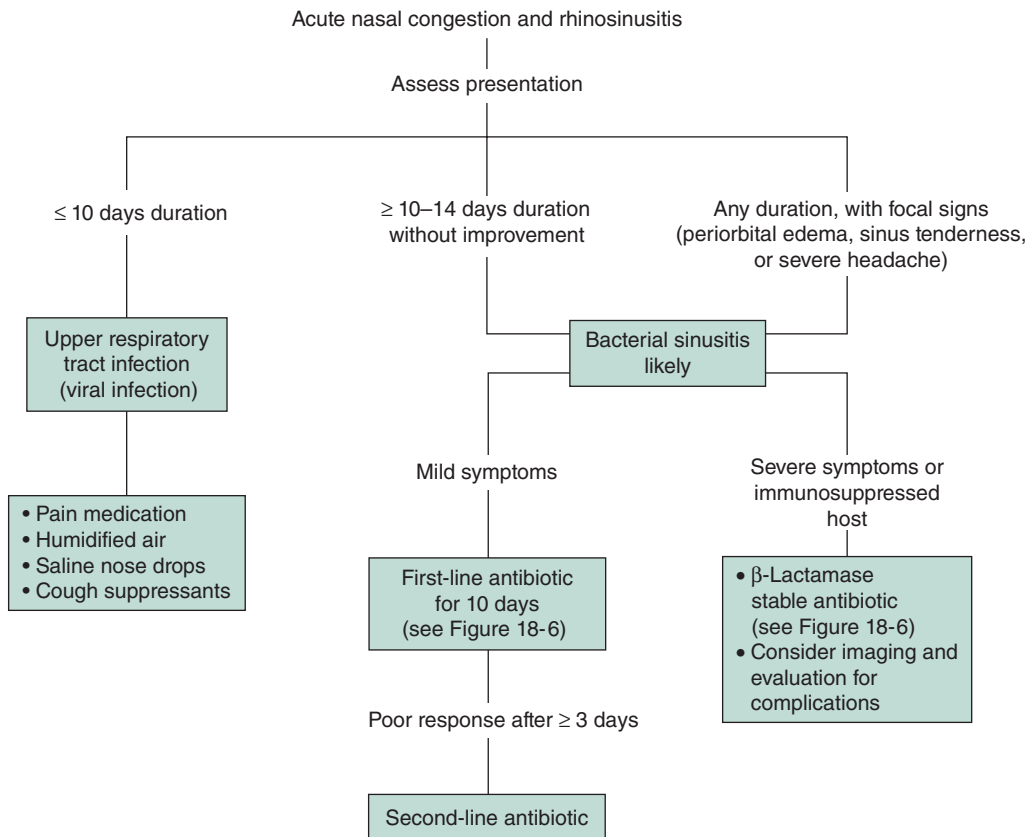 Acute nasal congestion and rhinosinusitis
Assess presentation
≤ 10 days duration
≥ 10–14 days duration
without improvement
Any duration, with focal signs
(periorbital edema, sinus tenderness,
or severe headache)
Upper respiratory
tract infection
(viral infection)
Bacterial sinusitis
likely
• Pain medication
• Humidified air
• Saline nose drops
• Cough suppressants
Mild symptoms
Severe symptoms or
immunosuppressed
host
First-line antibiotic
for 10 days
(see Figure 18-6)
• β-Lactamase
stable antibiotic
(see Figure 18-6)
• Consider imaging and
evaluation for
complications
Poor response after ≥ 3 days
Second-line antibiotic